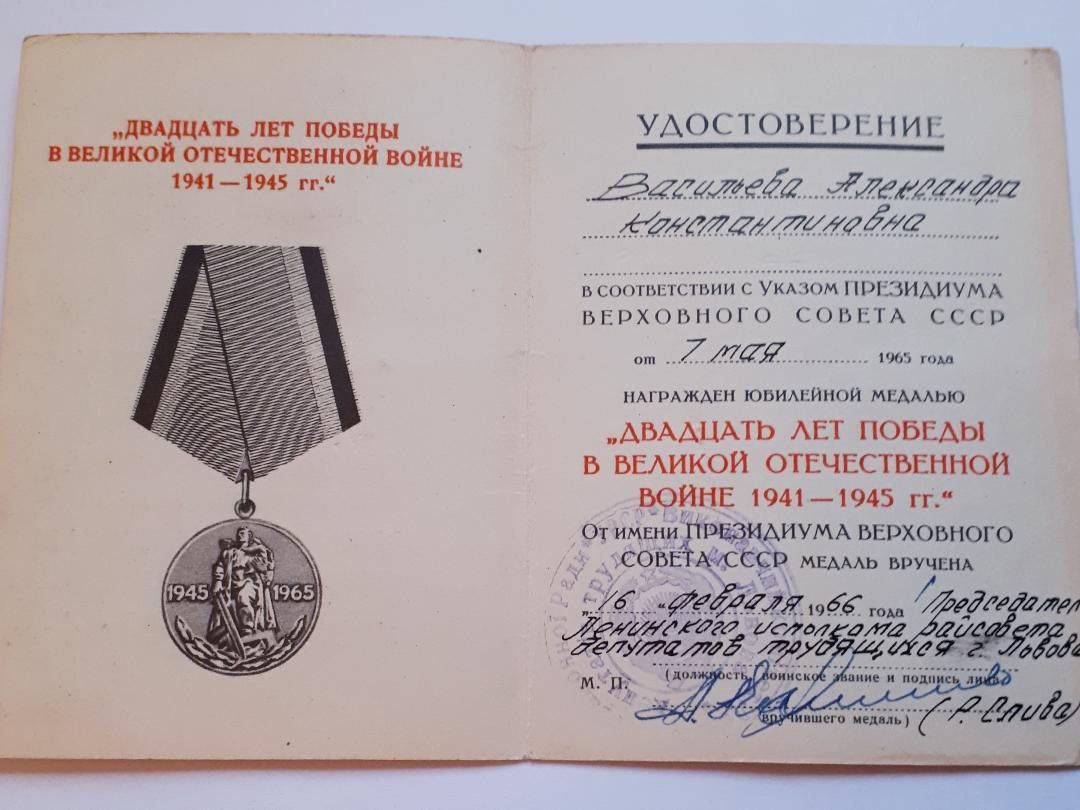 „ДВАДЦАТЬ ЛЕТ ПОБЕДЫ
В ВЕЛИКОЙ ОТЕЧЕСТВЕННОЙ ВОЙНЕ
1941 — 1945 гг.“
1945 1965
УДОСТОВЕРЕНИЕ
Васильева Александра
Константиновна
В СООТВЕТСТВИИ С УКАЗОМ ПРЕЗИДИУМА
ВЕРХОВНОГО СОВЕТА СССР
от 7 мая 1965 года
НАГРАЖДЕН ЮБИЛЕЙНОЙ МЕДАЛЬЮ
„ДВАДЦАТЬ ЛЕТ ПОБЕДЫ
В ВЕЛИКОЙ ОТЕЧЕСТВЕННОЙ
ВОЙНЕ 1941 — 1945 гг.“
ОТ ИМЕНИ ПРЕЗИДИУМА ВЕРХОВНОГО
СОВЕТА СССР МЕДАЛЬ ВРУЧЕНА
„16 “ февраля 1966 года Председател
Ленинского исполкома райсовета
депутатов трудящихся г. Львова
М. П. (должность, воинское звание и подпись лица,
вручившего медаль) (Р. Слива)